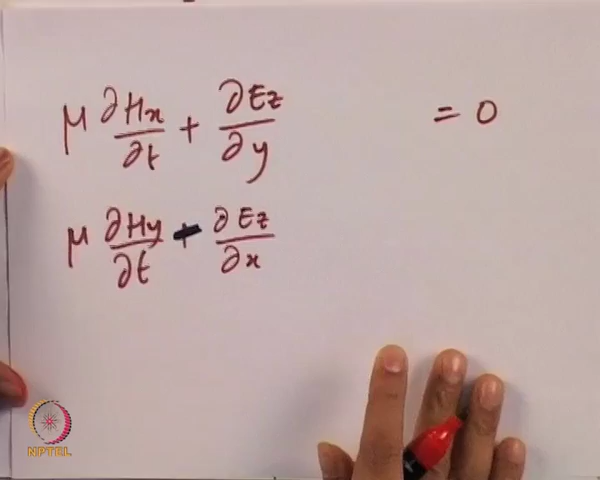 μ ∂Hx/∂t + ∂Ez/∂y = 0
μ ∂Hy/∂t - ∂Ez/∂x
NPTEL